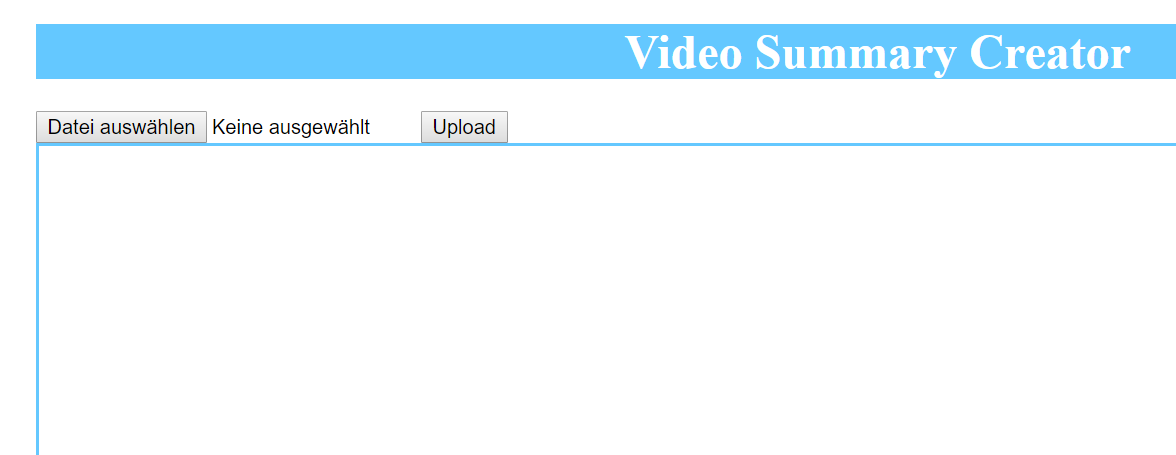 Video Summary Creator
Datei auswählen Keine ausgewählt Upload